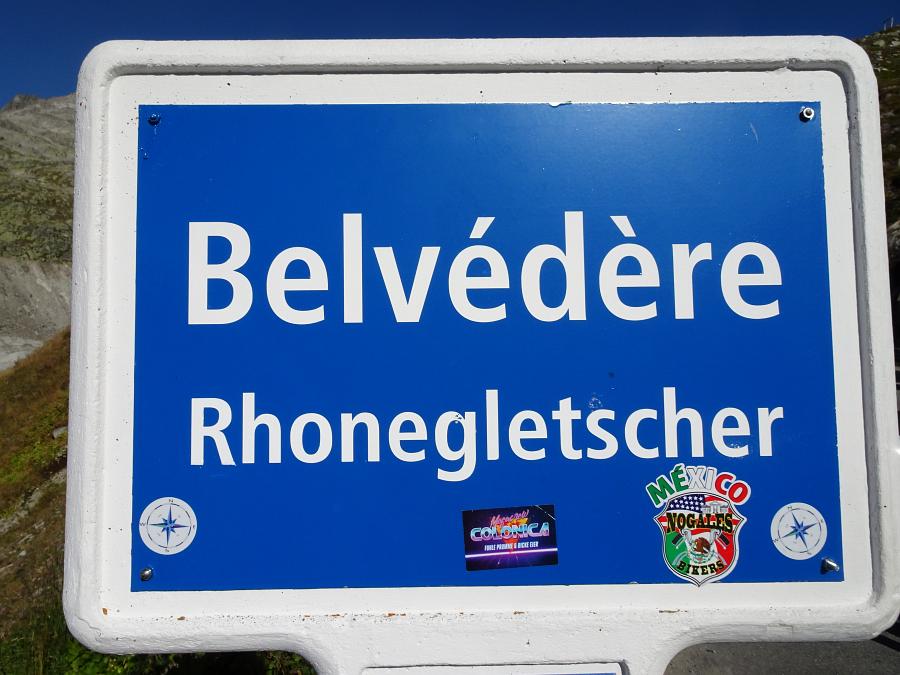 Belvédère
Rhonegletscher
COLONICA
MÉXICO
NOGALES
BIKERS